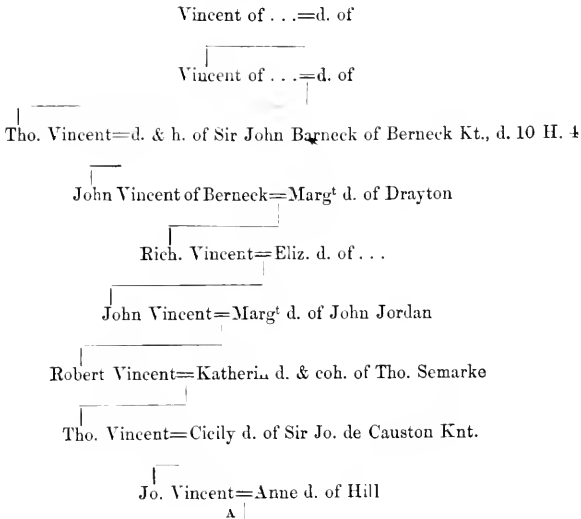 Vincent of . . .=d. of
Vincent of . . .=d. of
Tho. Vincent=d. & h. of Sir John Barneck of Berneck Kt., d. 10 H. 4
John Vincent of Berneck=Margᵗ d. of Drayton
Rich. Vincent=Eliz. d. of . . .
John Vincent=Margᵗ d. of John Jordan
Robert Vincent=Katherin d. & coh. of Tho. Semarke
Tho. Vincent=Cicily d. of Sir Jo. de Causton Knt.
Jo. Vincent=Anne d. of Hill
A